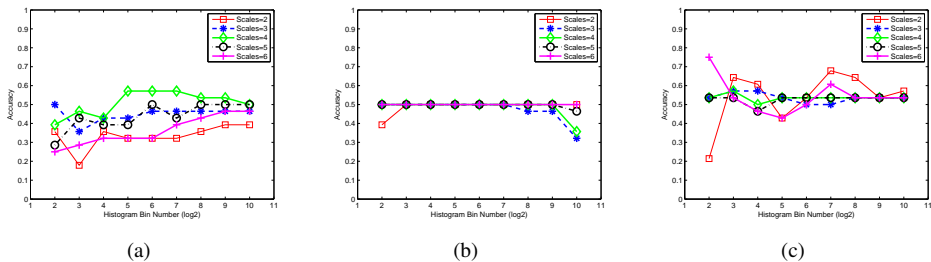 Scales=2
Scales=3
Scales=4
Scales=5
Scales=6
Accuracy
1
0.9
0.8
0.7
0.6
0.5
0.4
0.3
0.2
0.1
0
1 2 3 4 5 6 7 8 9 10 11
Histogram Bin Number (log2)
(a)
Scales=2
Scales=3
Scales=4
Scales=5
Scales=6
Accuracy
1
0.9
0.8
0.7
0.6
0.5
0.4
0.3
0.2
0.1
0
1 2 3 4 5 6 7 8 9 10 11
Histogram Bin Number (log2)
(b)
Scales=2
Scales=3
Scales=4
Scales=5
Scales=6
Accuracy
1
0.9
0.8
0.7
0.6
0.5
0.4
0.3
0.2
0.1
0
1 2 3 4 5 6 7 8 9 10 11
Histogram Bin Number (log2)
(c)